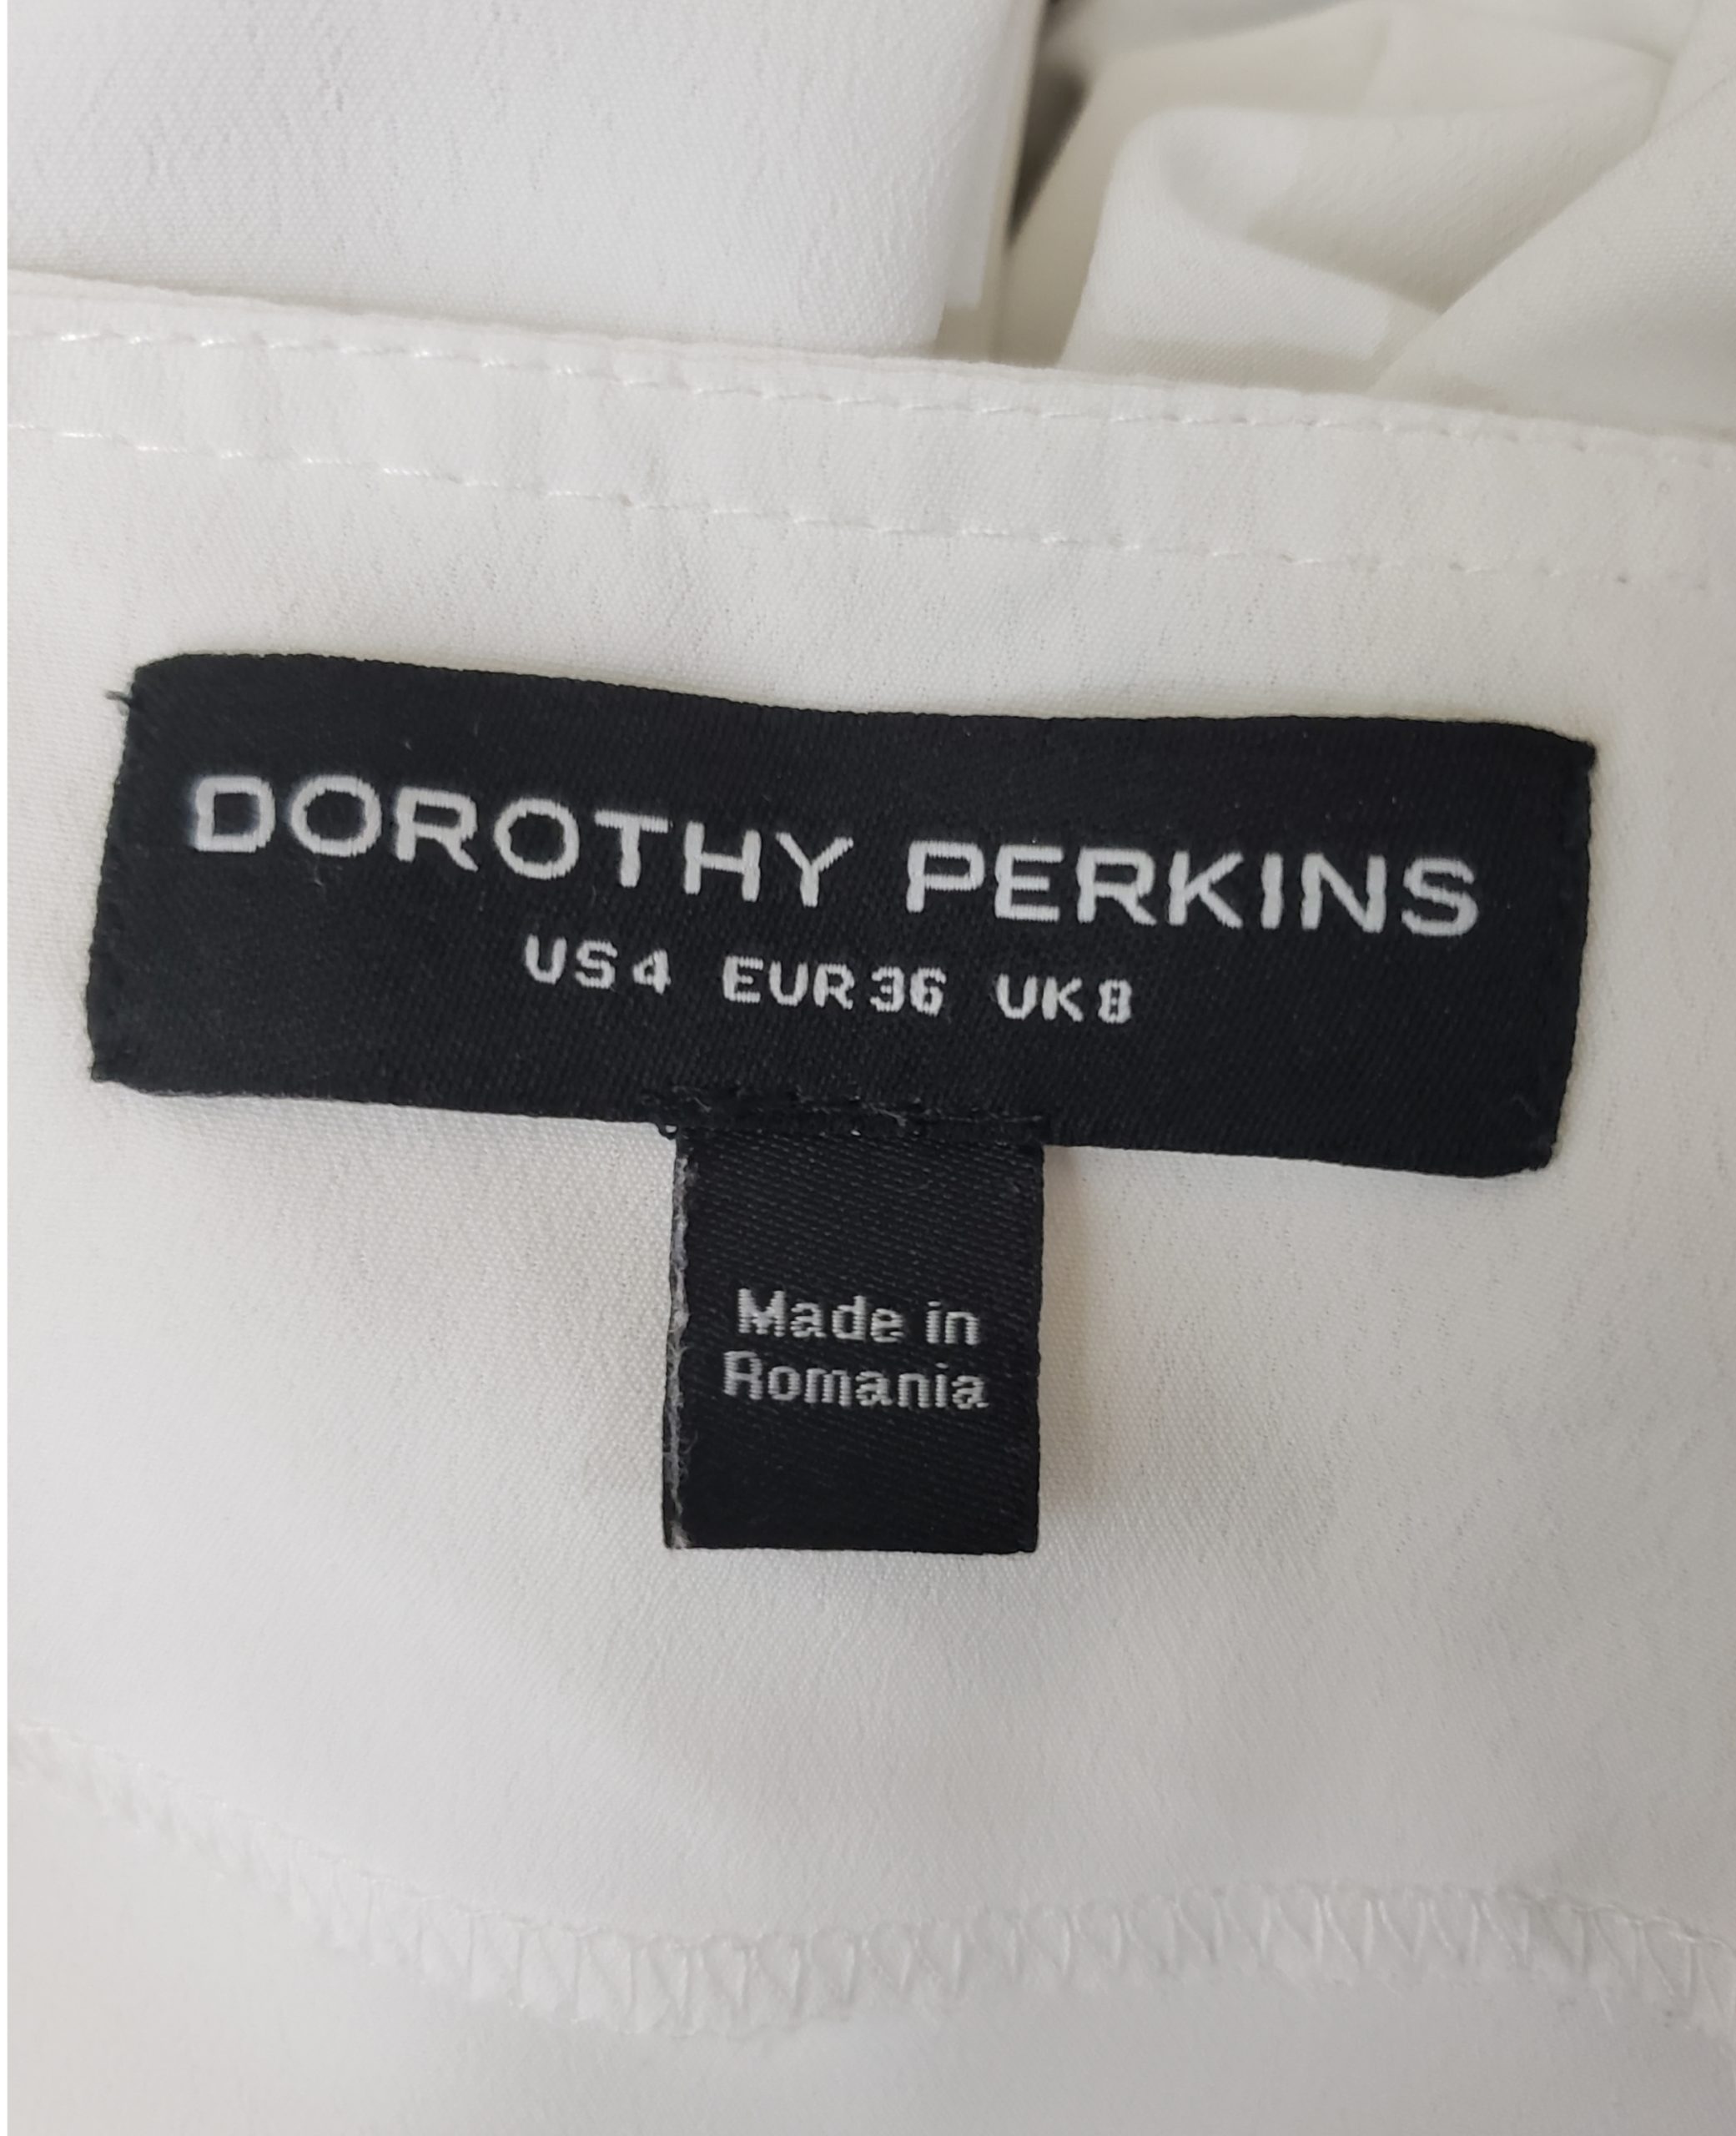 DOROTHY PERKINS
US 4 EUR 36 UK 8
Made in
Romania